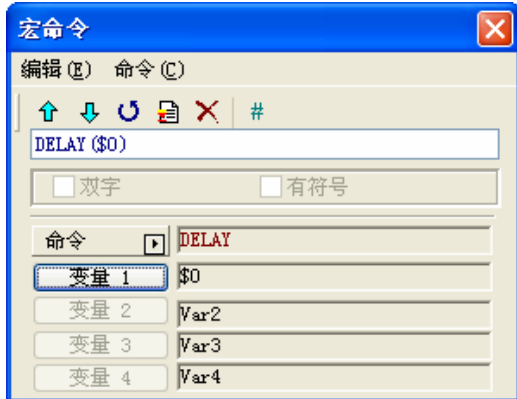 宏命令
编辑(E) 命令(C)
#
DELAY($0)
双字 有符号
命令 DELAY
变量 1 $0
变量 2 Var2
变量 3 Var3
变量 4 Var4